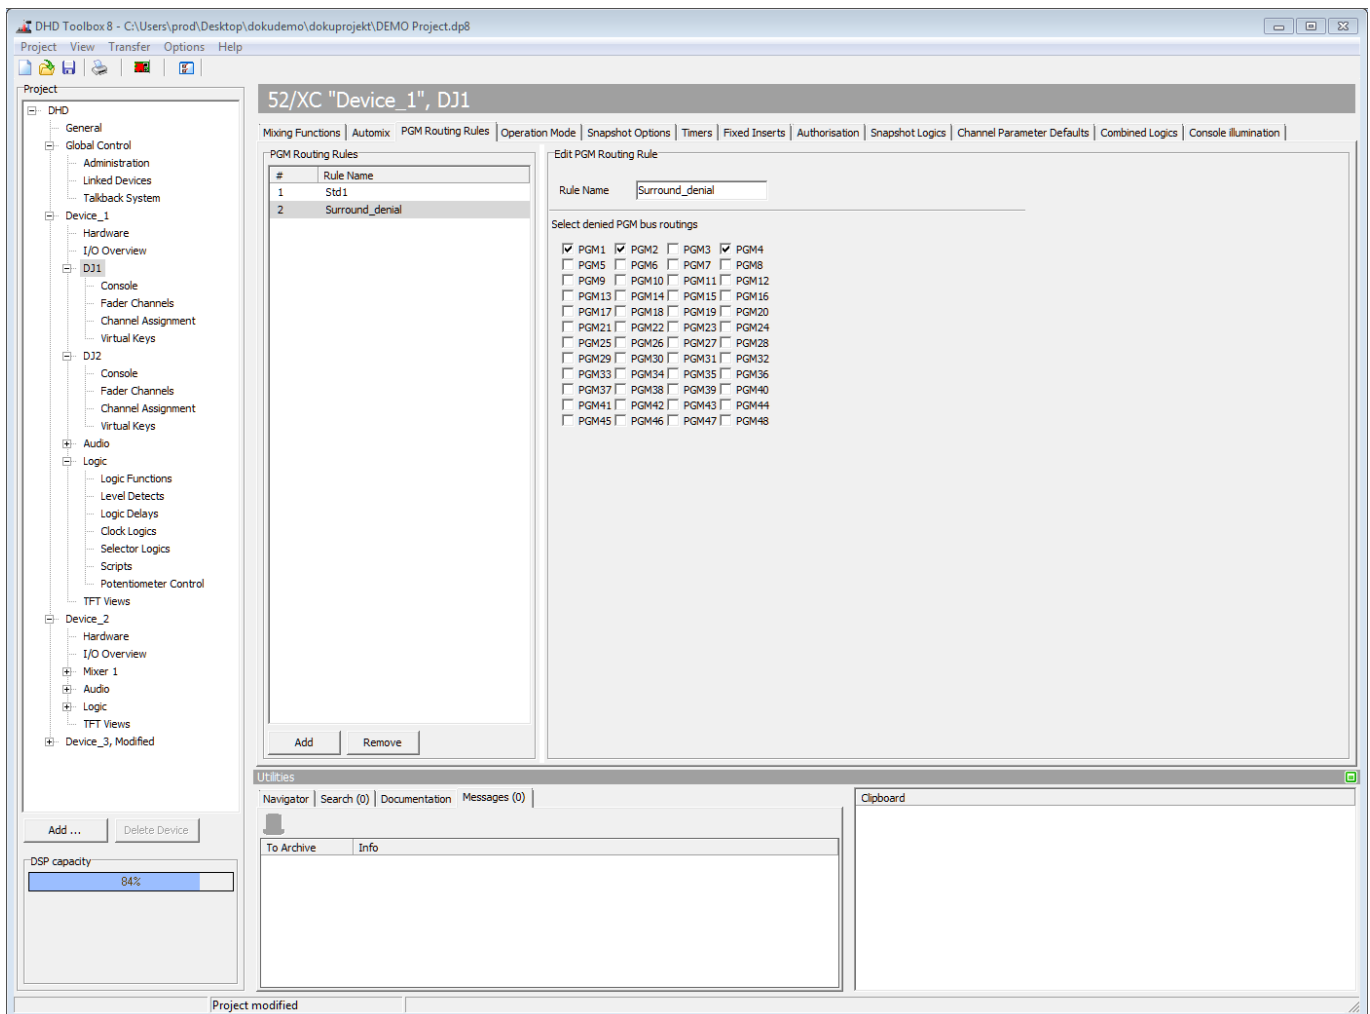 DHD Toolbox 8 - C:\Users\prod\Desktop\dokudemo\dokuprojekt\DEMO Project.dp8
Project View Transfer Options Help
Project
DHD
General
Global Control
Administration
Linked Devices
Talkback System
Device_1
Hardware
I/O Overview
DJ1
Console
Fader Channels
Channel Assignment
Virtual Keys
DJ2
Console
Fader Channels
Channel Assignment
Virtual Keys
Audio
Logic
Logic Functions
Level Detects
Logic Delays
Clock Logics
Selector Logics
Scripts
Potentiometer Control
TFT Views
Device_2
Hardware
I/O Overview
Mixer 1
Audio
Logic
TFT Views
Device_3, Modified
Add ... Delete Device
DSP capacity
84%
52/XC "Device_1", DJ1
Mixing Functions Automix PGM Routing Rules Operation Mode Snapshot Options Timers Fixed Inserts Authorisation Snapshot Logics Channel Parameter Defaults Combined Logics Console illumination
PGM Routing Rules
# Rule Name
1 Std1
2 Surround_denial
Add Remove
Edit PGM Routing Rule
Rule Name Surround_denial
Select denied PGM bus routings
PGM1 PGM2 PGM3 PGM4
PGM5 PGM6 PGM7 PGM8
PGM9 PGM10 PGM11 PGM12
PGM13 PGM14 PGM15 PGM16
PGM17 PGM18 PGM19 PGM20
PGM21 PGM22 PGM23 PGM24
PGM25 PGM26 PGM27 PGM28
PGM29 PGM30 PGM31 PGM32
PGM33 PGM34 PGM35 PGM36
PGM37 PGM38 PGM39 PGM40
PGM41 PGM42 PGM43 PGM44
PGM45 PGM46 PGM47 PGM48
Utilities
Navigator Search (0) Documentation Messages (0)
To Archive Info
Clipboard
Project modified